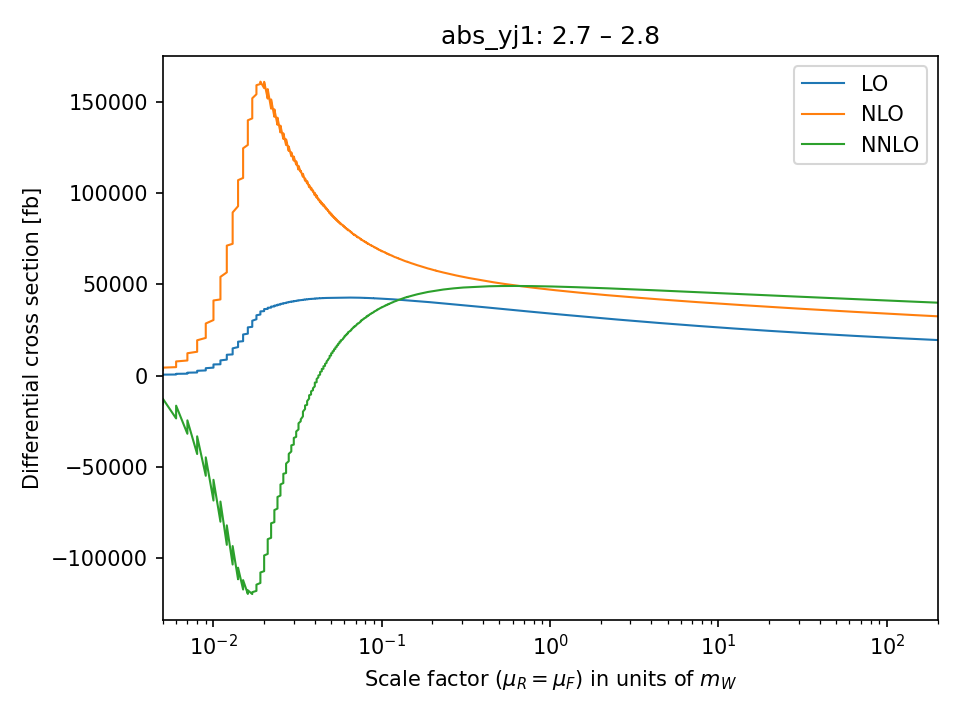 abs_yj1: 2.7 – 2.8
LO
NLO
NNLO
Differential cross section [fb]
150000
100000
50000
0
−50000
−100000
10⁻² 10⁻¹ 10⁰ 10¹ 10²
Scale factor (μ_R = μ_F) in units of m_W